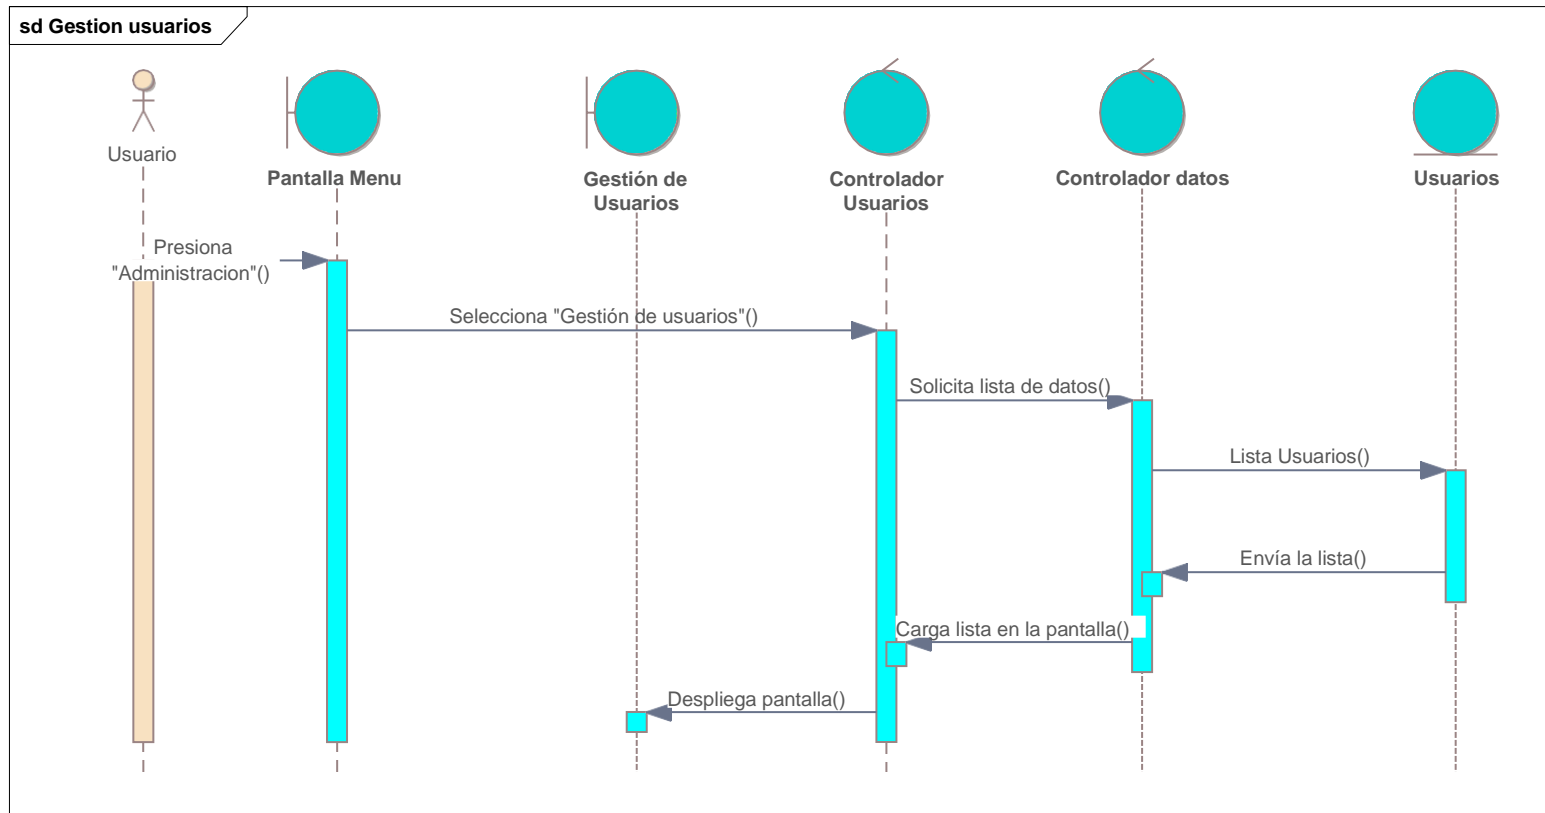 sd Gestion usuarios
Usuario
Pantalla Menu
Gestión de
Usuarios
Controlador
Usuarios
Controlador datos
Usuarios
Presiona
"Administracion"()
Selecciona "Gestión de usuarios"()
Solicita lista de datos()
Lista Usuarios()
Envía la lista()
Carga lista en la pantalla()
Despliega pantalla()